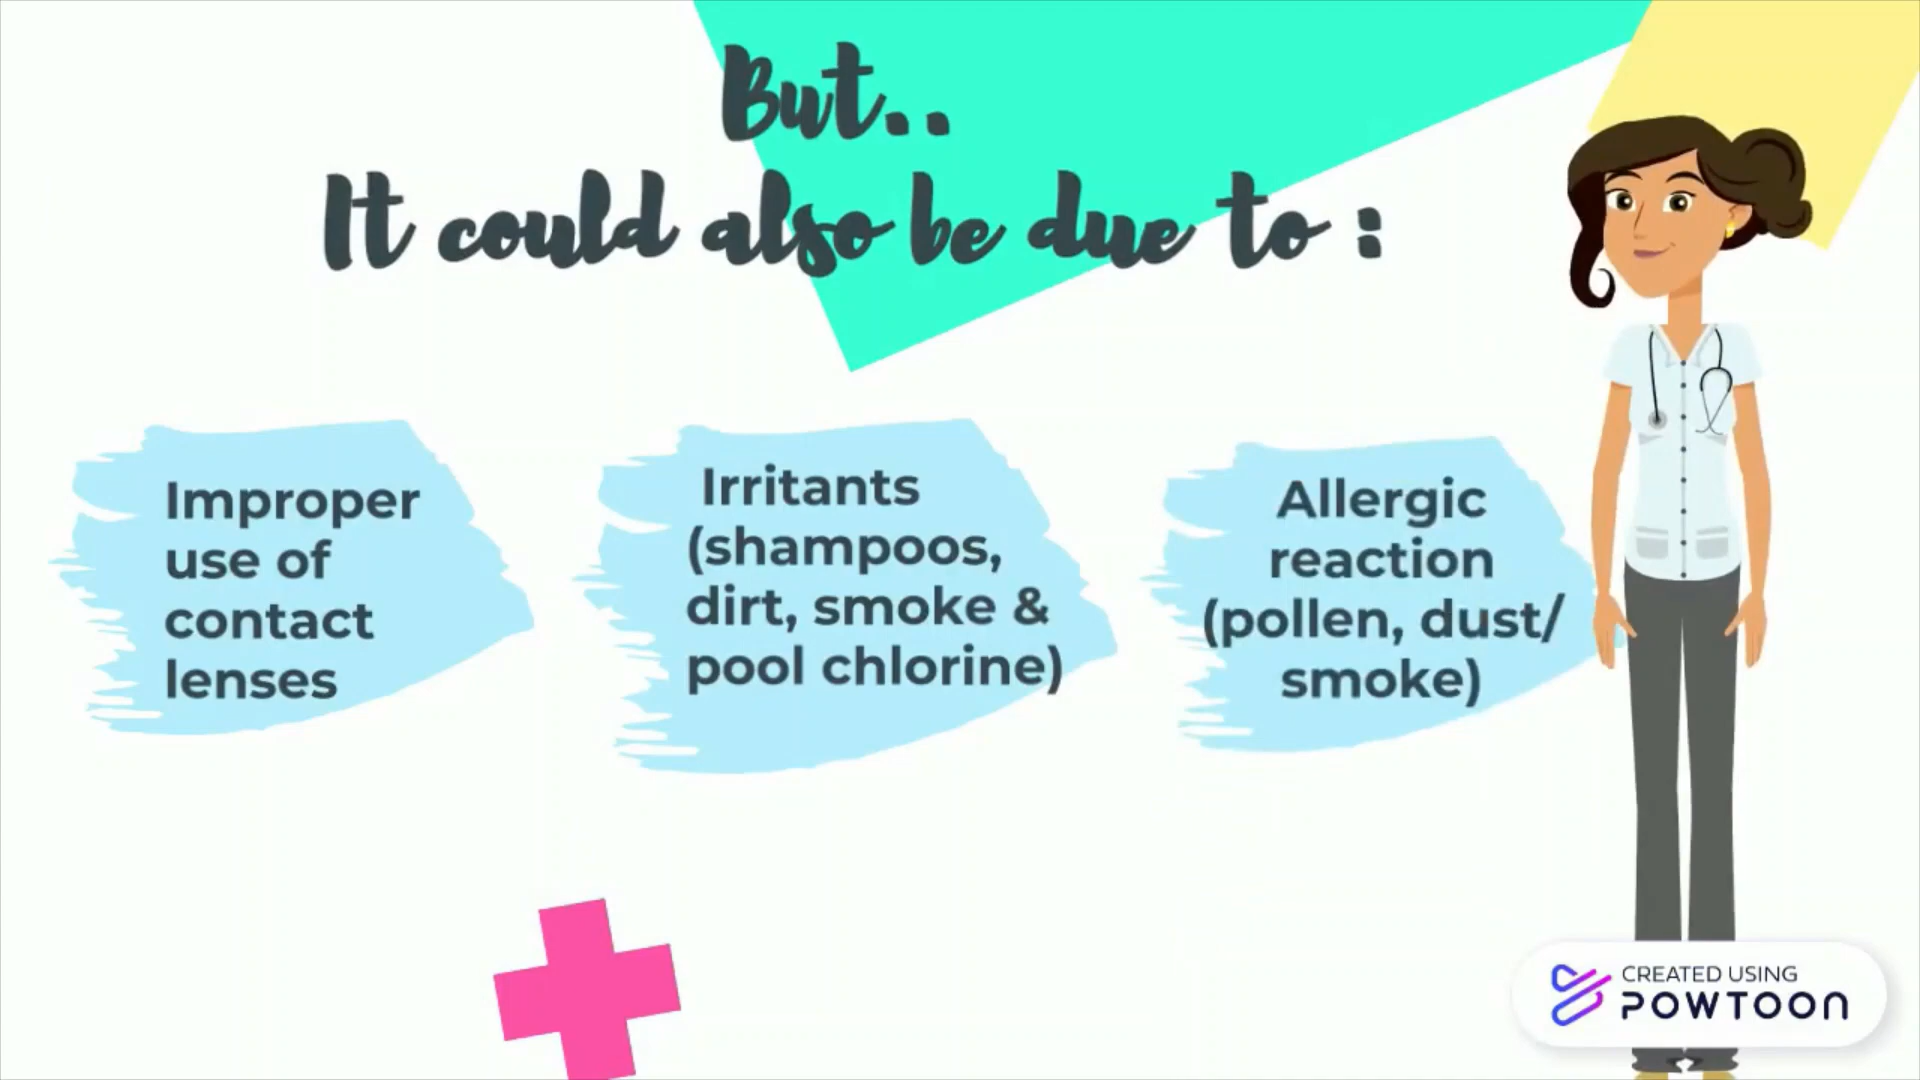 But..
It could also be due to :
Improper
use of
contact
lenses
Irritants
(shampoos,
dirt, smoke &
pool chlorine)
Allergic
reaction
(pollen, dust/
smoke)
CREATED USING
POWTOON